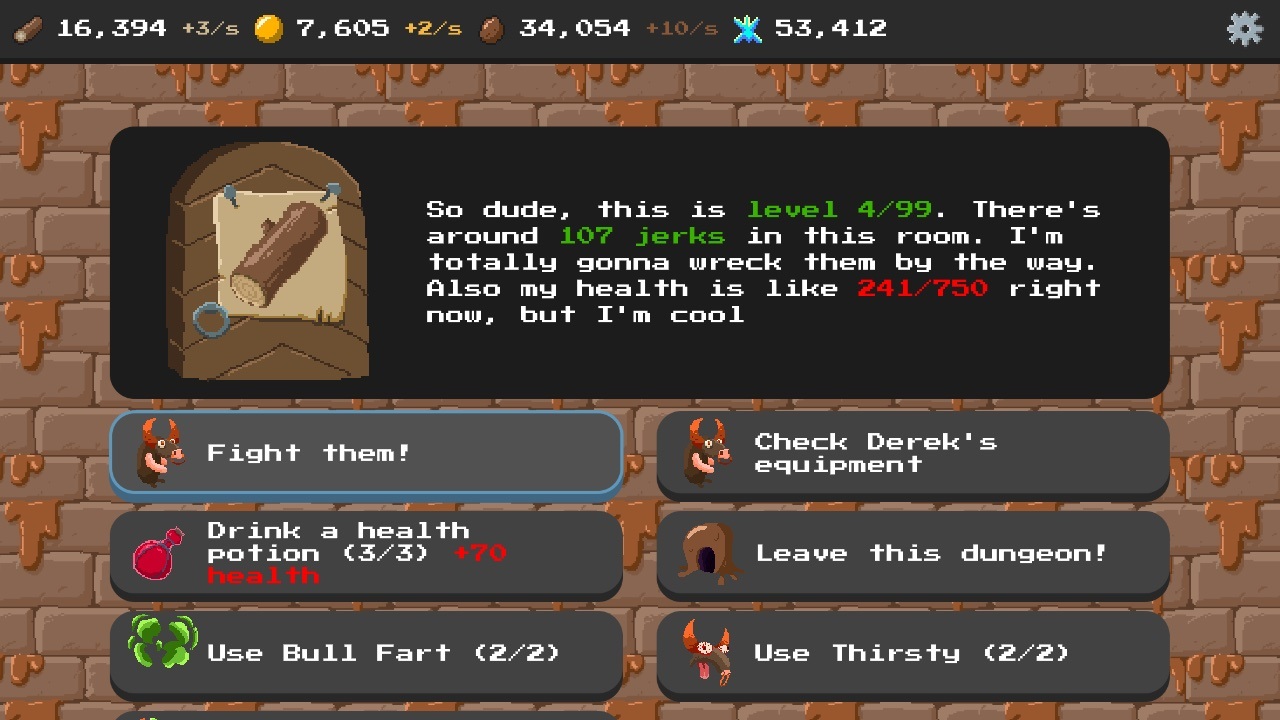 16,394 +3/s 7,605 +2/s 34,054 +10/s 53,412
So dude, this is level 4/99. There's
around 107 jerks in this room. I'm
totally gonna wreck them by the way.
Also my health is like 241/750 right
now, but I'm cool
Fight them!
Check Derek's
equipment
Drink a health
potion (3/3) +70
health
Leave this dungeon!
Use Bull Fart (2/2)
Use Thirsty (2/2)